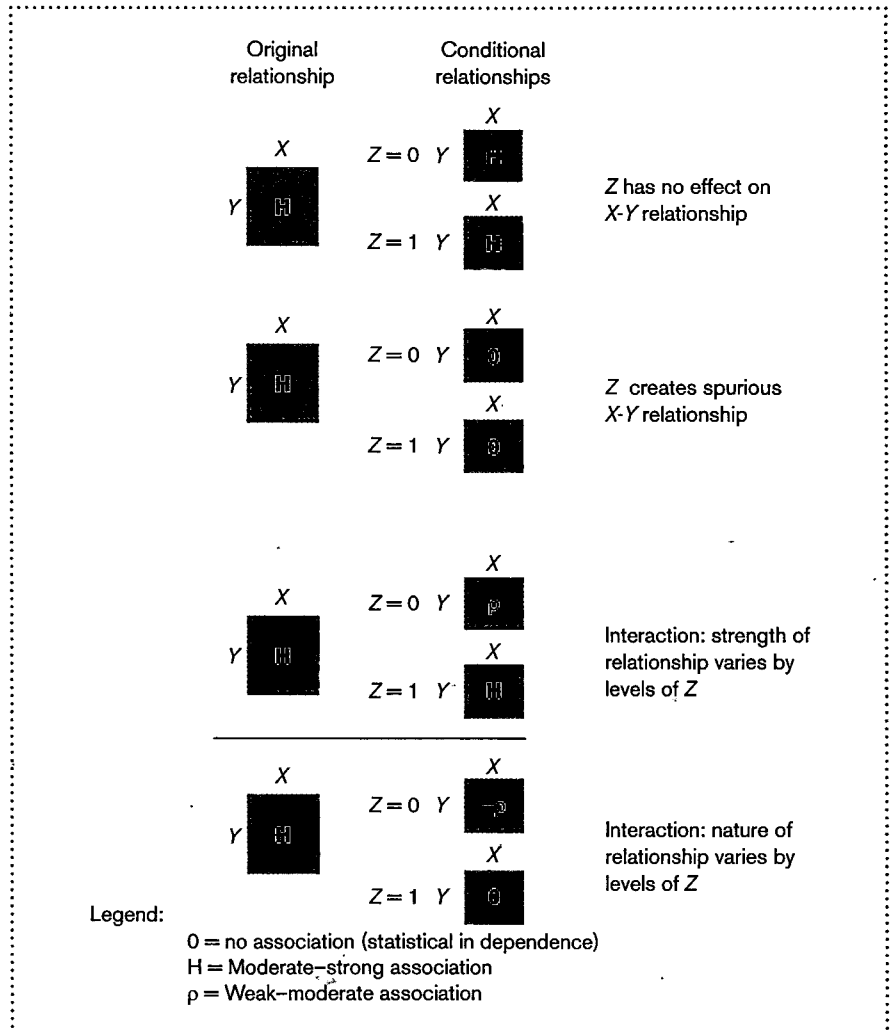 Original Conditional
relationship relationships
X
Z = 0 Y H
X
Y H
Z has no effect on
X-Y relationship
X
Z = 1 Y H
X
Z = 0 Y 0
X
Y H
Z creates spurious
X-Y relationship
X
Z = 1 Y 0
X
Z = 0 Y ρ
X
Y H
Interaction: strength of
relationship varies by
levels of Z
X
Z = 1 Y H
X
Z = 0 Y −ρ
X
Y H
Interaction: nature of
relationship varies by
levels of Z
X
Z = 1 Y 0
Legend:
0 = no association (statistical in dependence)
H = Moderate–strong association
ρ = Weak–moderate association